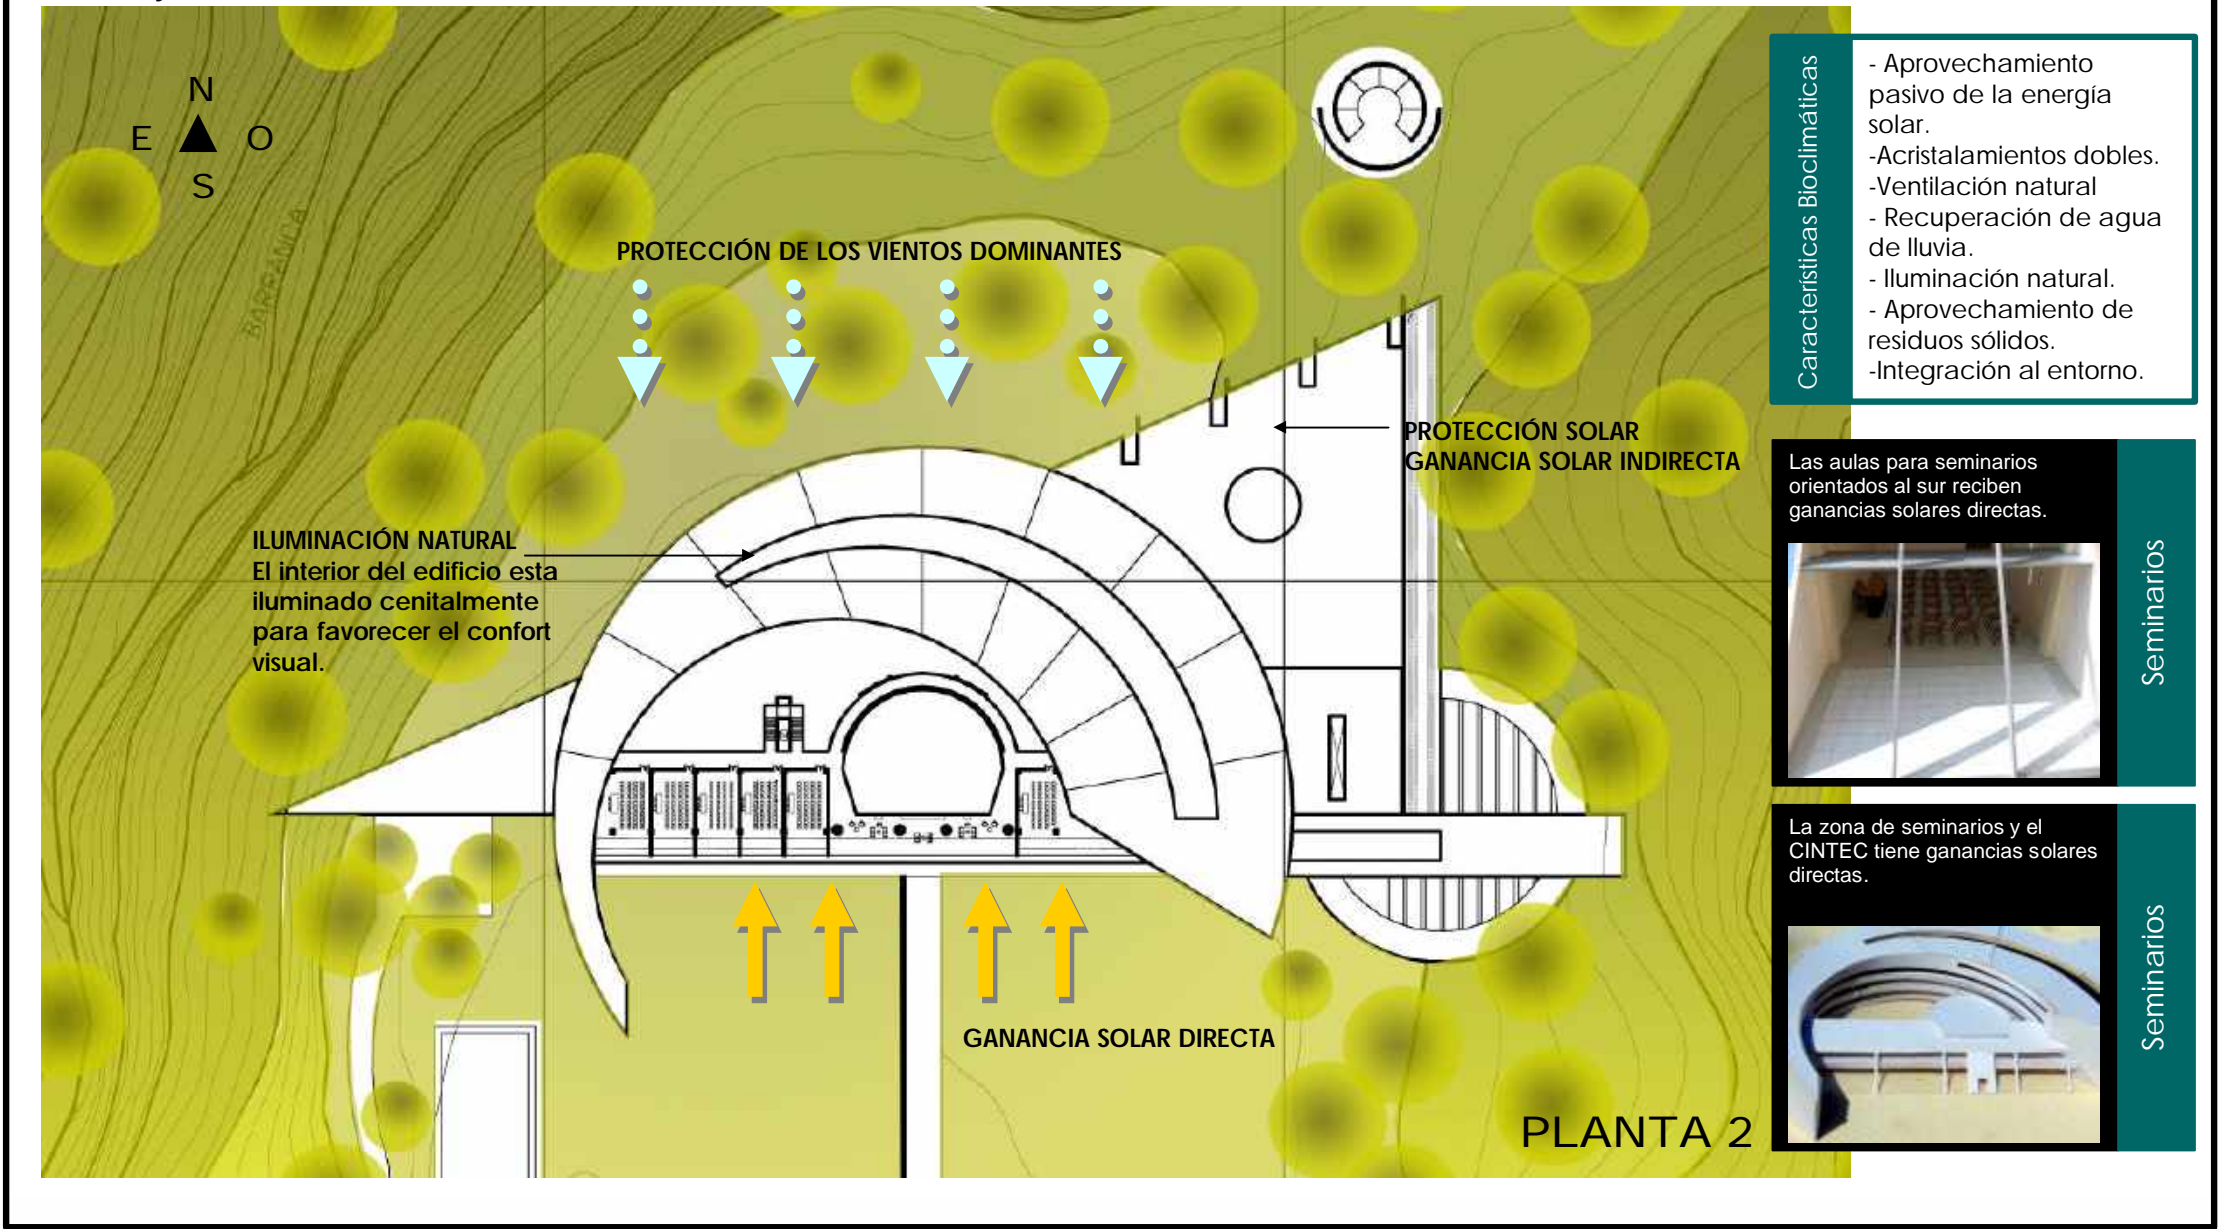 N
E O
S
BARRANCA
PROTECCIÓN DE LOS VIENTOS DOMINANTES
PROTECCIÓN SOLAR
GANANCIA SOLAR INDIRECTA
ILUMINACIÓN NATURAL
El interior del edificio esta
iluminado cenitalmente
para favorecer el confort
visual.
GANANCIA SOLAR DIRECTA
PLANTA 2
Características Bioclimáticas
- Aprovechamiento
pasivo de la energía
solar.
-Acristalamientos dobles.
-Ventilación natural
- Recuperación de agua
de lluvia.
- Iluminación natural.
- Aprovechamiento de
residuos sólidos.
-Integración al entorno.
Las aulas para seminarios
orientados al sur reciben
ganancias solares directas.
Seminarios
La zona de seminarios y el
CINTEC tiene ganancias solares
directas.
Seminarios